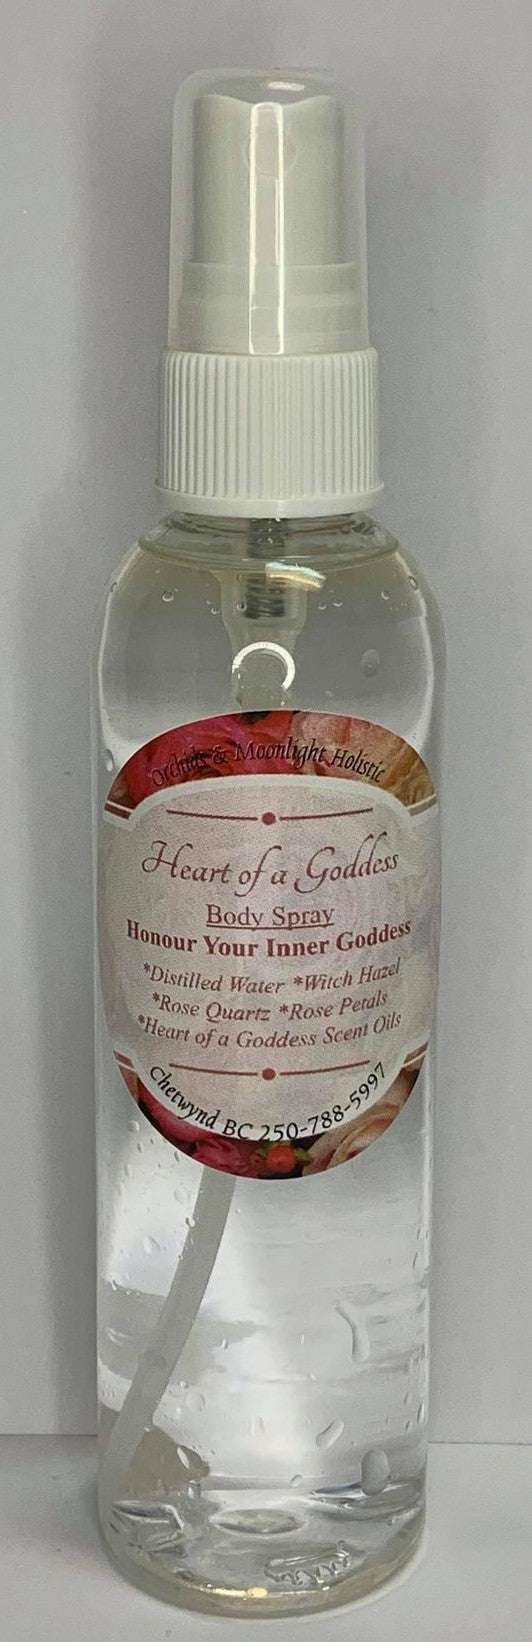 Orchids & Moonlight Holistic
Heart of a Goddess
Body Spray
Honour Your Inner Goddess
*Distilled Water *Witch Hazel
*Rose Quartz *Rose Petals
*Heart of a Goddess Scent Oils
Chetwynd BC 250-788-5997